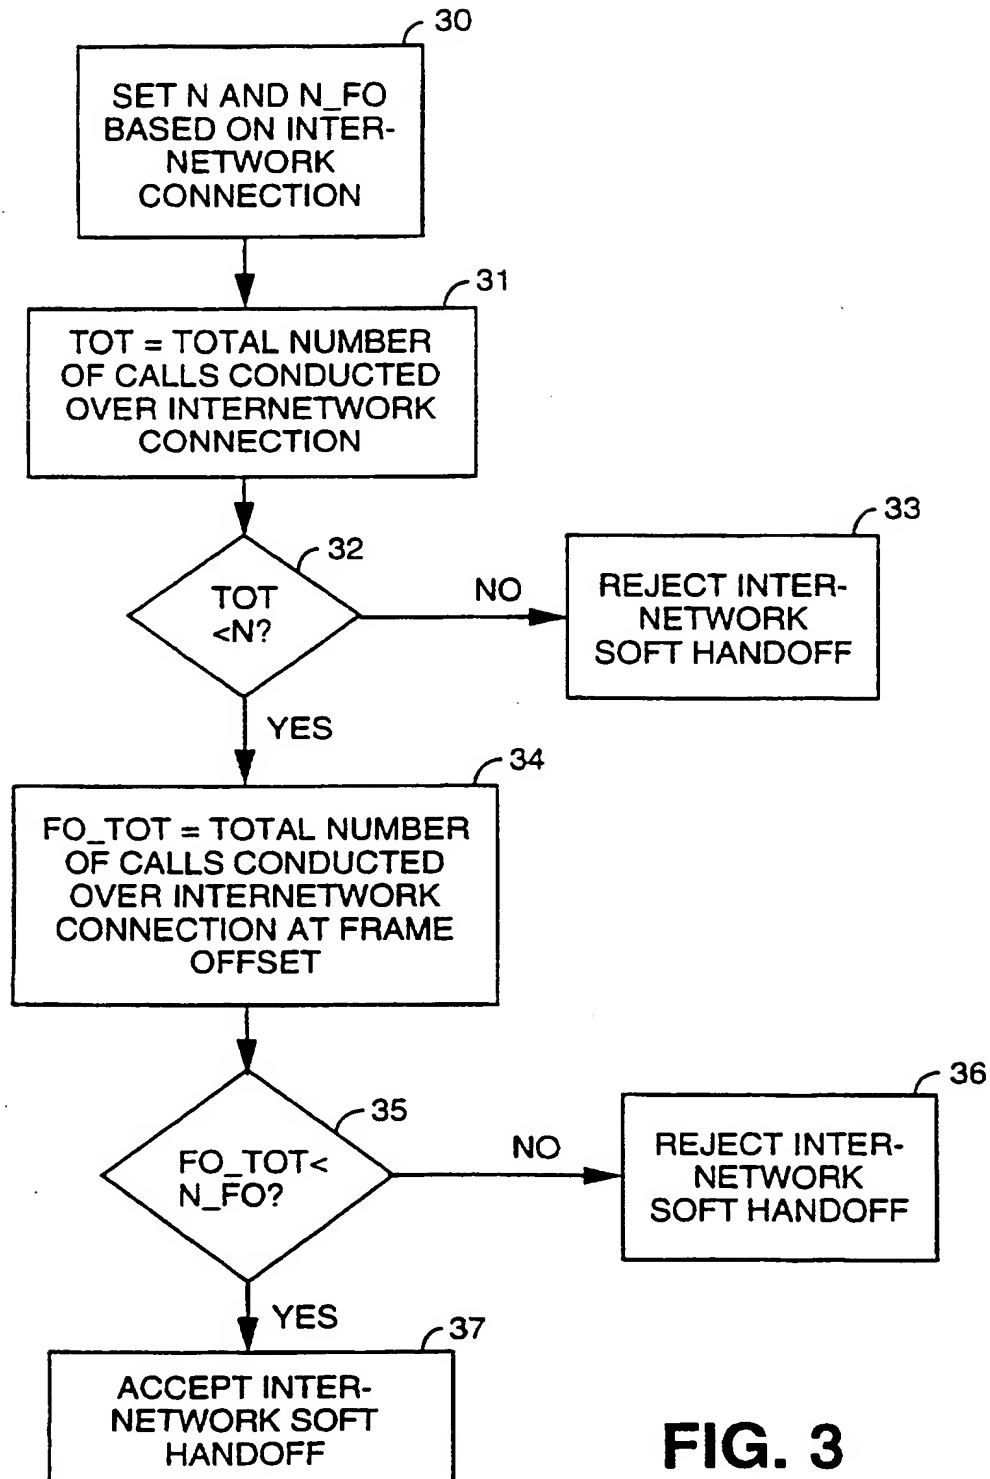 30
SET N AND N_FO
BASED ON INTER-
NETWORK
CONNECTION
31
TOT = TOTAL NUMBER
OF CALLS CONDUCTED
OVER INTERNETWORK
CONNECTION
32
TOT
<N?
NO
33
REJECT INTER-
NETWORK
SOFT HANDOFF
YES
34
FO_TOT = TOTAL NUMBER
OF CALLS CONDUCTED
OVER INTERNETWORK
CONNECTION AT FRAME
OFFSET
35
FO_TOT<
N_FO?
NO
36
REJECT INTER-
NETWORK
SOFT HANDOFF
YES
37
ACCEPT INTER-
NETWORK SOFT
HANDOFF
FIG. 3